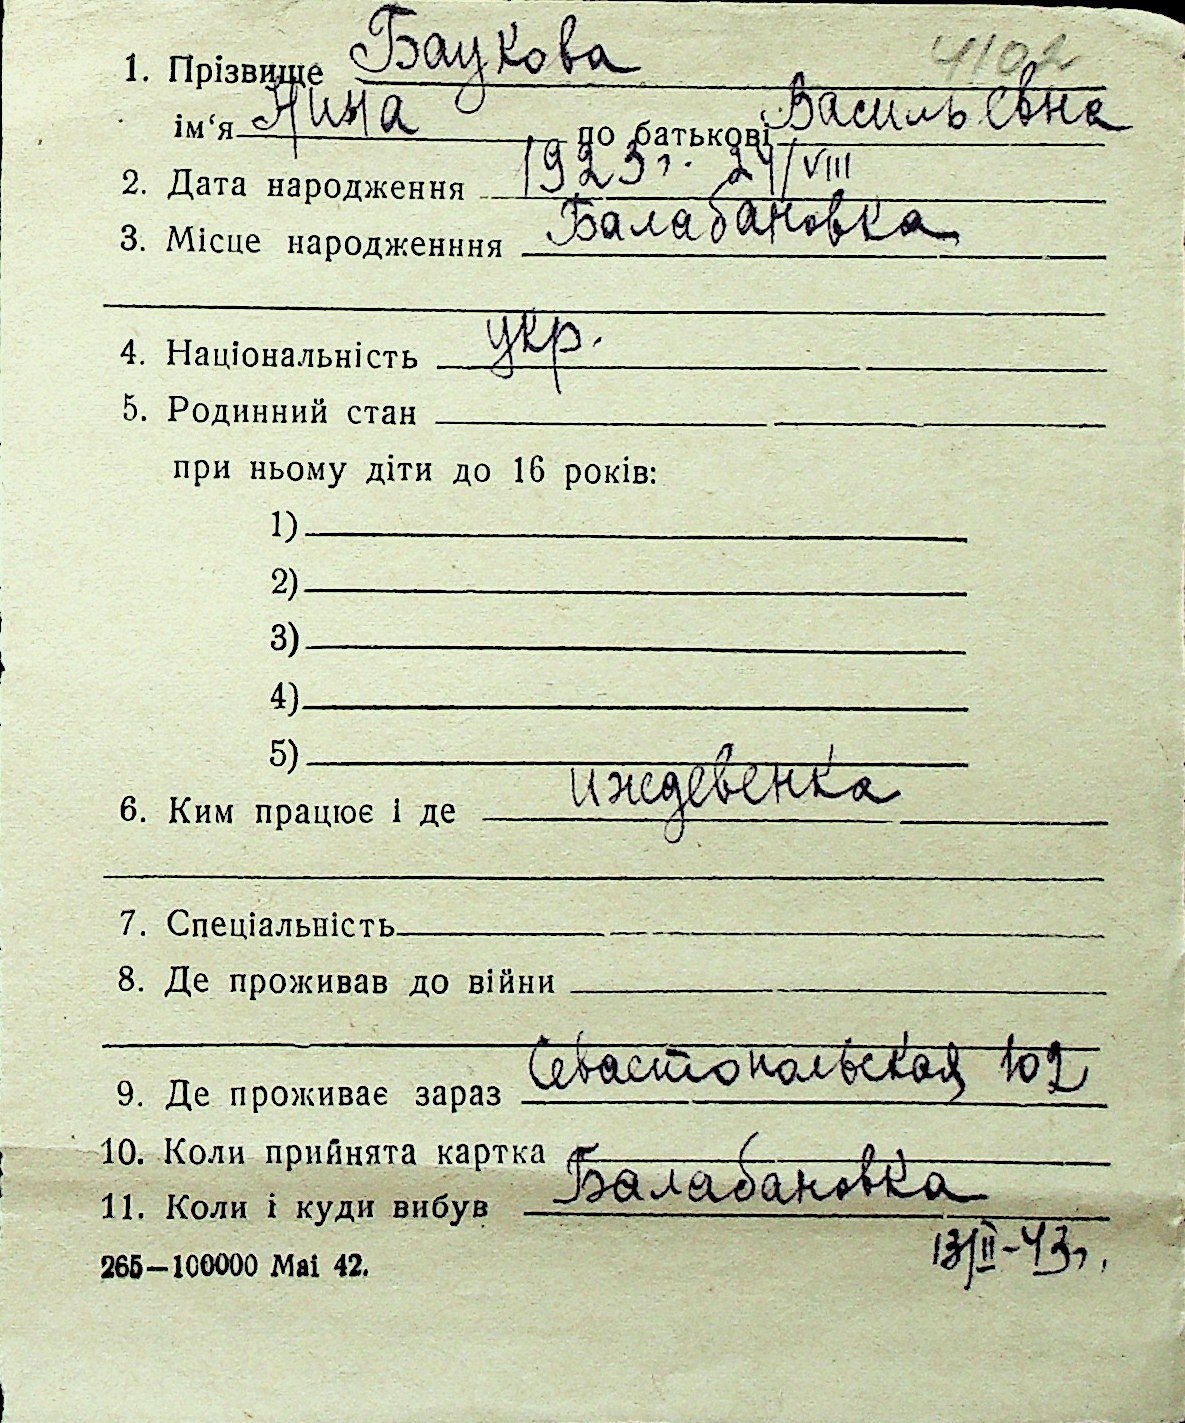 4102
1. Прізвище Баукова
ім‘я Нина по батькові Васильевна
2. Дата народження 1923 г. 24/VIII
3. Місце народженння Балабановка
4. Національність укр.
5. Родинний стан
при ньому діти до 16 років:
1)
2)
3)
4)
5)
6. Ким працює і де иждевенка
7. Спеціальність
8. Де проживав до війни
9. Де проживає зараз Севастопольская 102
10. Коли прийнята картка
11. Коли і куди вибув Балабановка
265—100000 Mai 42. 13/II-43 г.